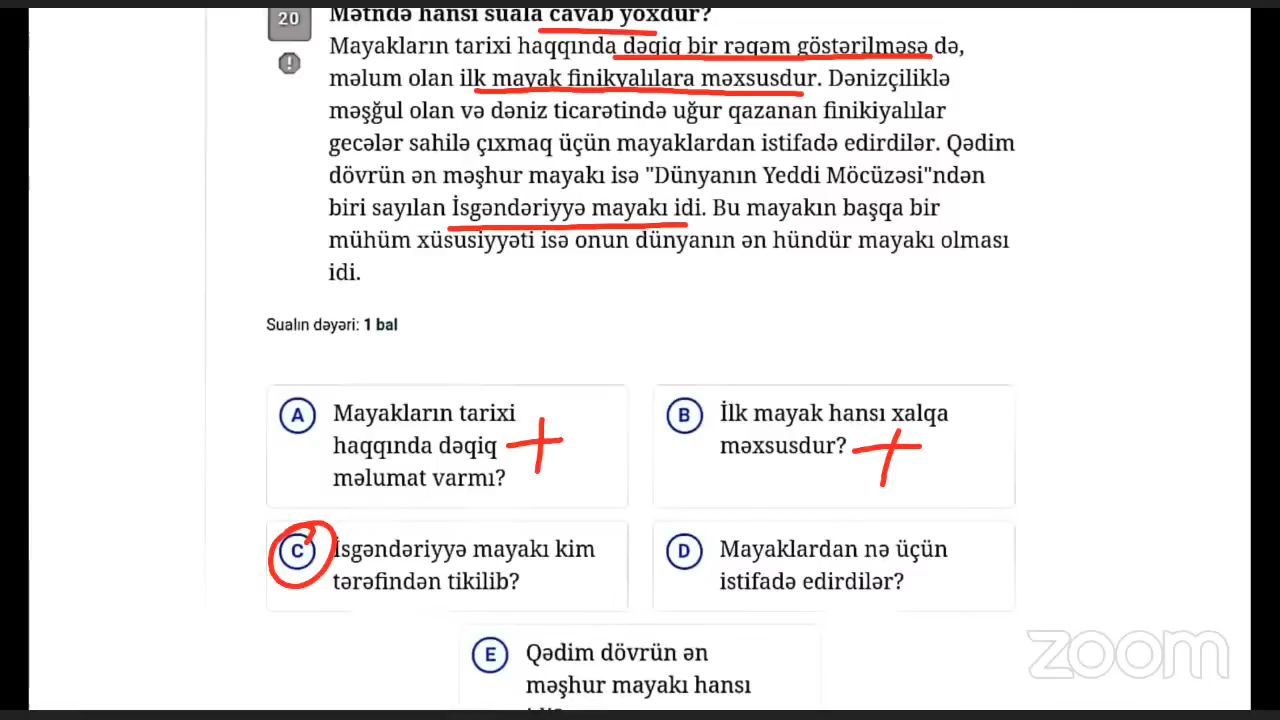 20
Mətndə hansı suala cavab yoxdur?
Mayakların tarixi haqqında dəqiq bir rəqəm göstərilməsə də,
məlum olan ilk mayak finikyalılara məxsusdur. Dənizçiliklə
məşğul olan və dəniz ticarətində uğur qazanan finikiyalılar
gecələr sahilə çıxmaq üçün mayaklardan istifadə edirdilər. Qədim
dövrün ən məşhur mayakı isə "Dünyanın Yeddi Möcüzəsi"ndən
biri sayılan İsgəndəriyyə mayakı idi. Bu mayakın başqa bir
mühüm xüsusiyyəti isə onun dünyanın ən hündür mayakı olması
idi.
Sualın dəyəri: 1 bal
A Mayakların tarixi
haqqında dəqiq
məlumat varmı?
B İlk mayak hansı xalqa
məxsusdur?
C İsgəndəriyyə mayakı kim
tərəfindən tikilib?
D Mayaklardan nə üçün
istifadə edirdilər?
E Qədim dövrün ən
məşhur mayakı hansı
zoom